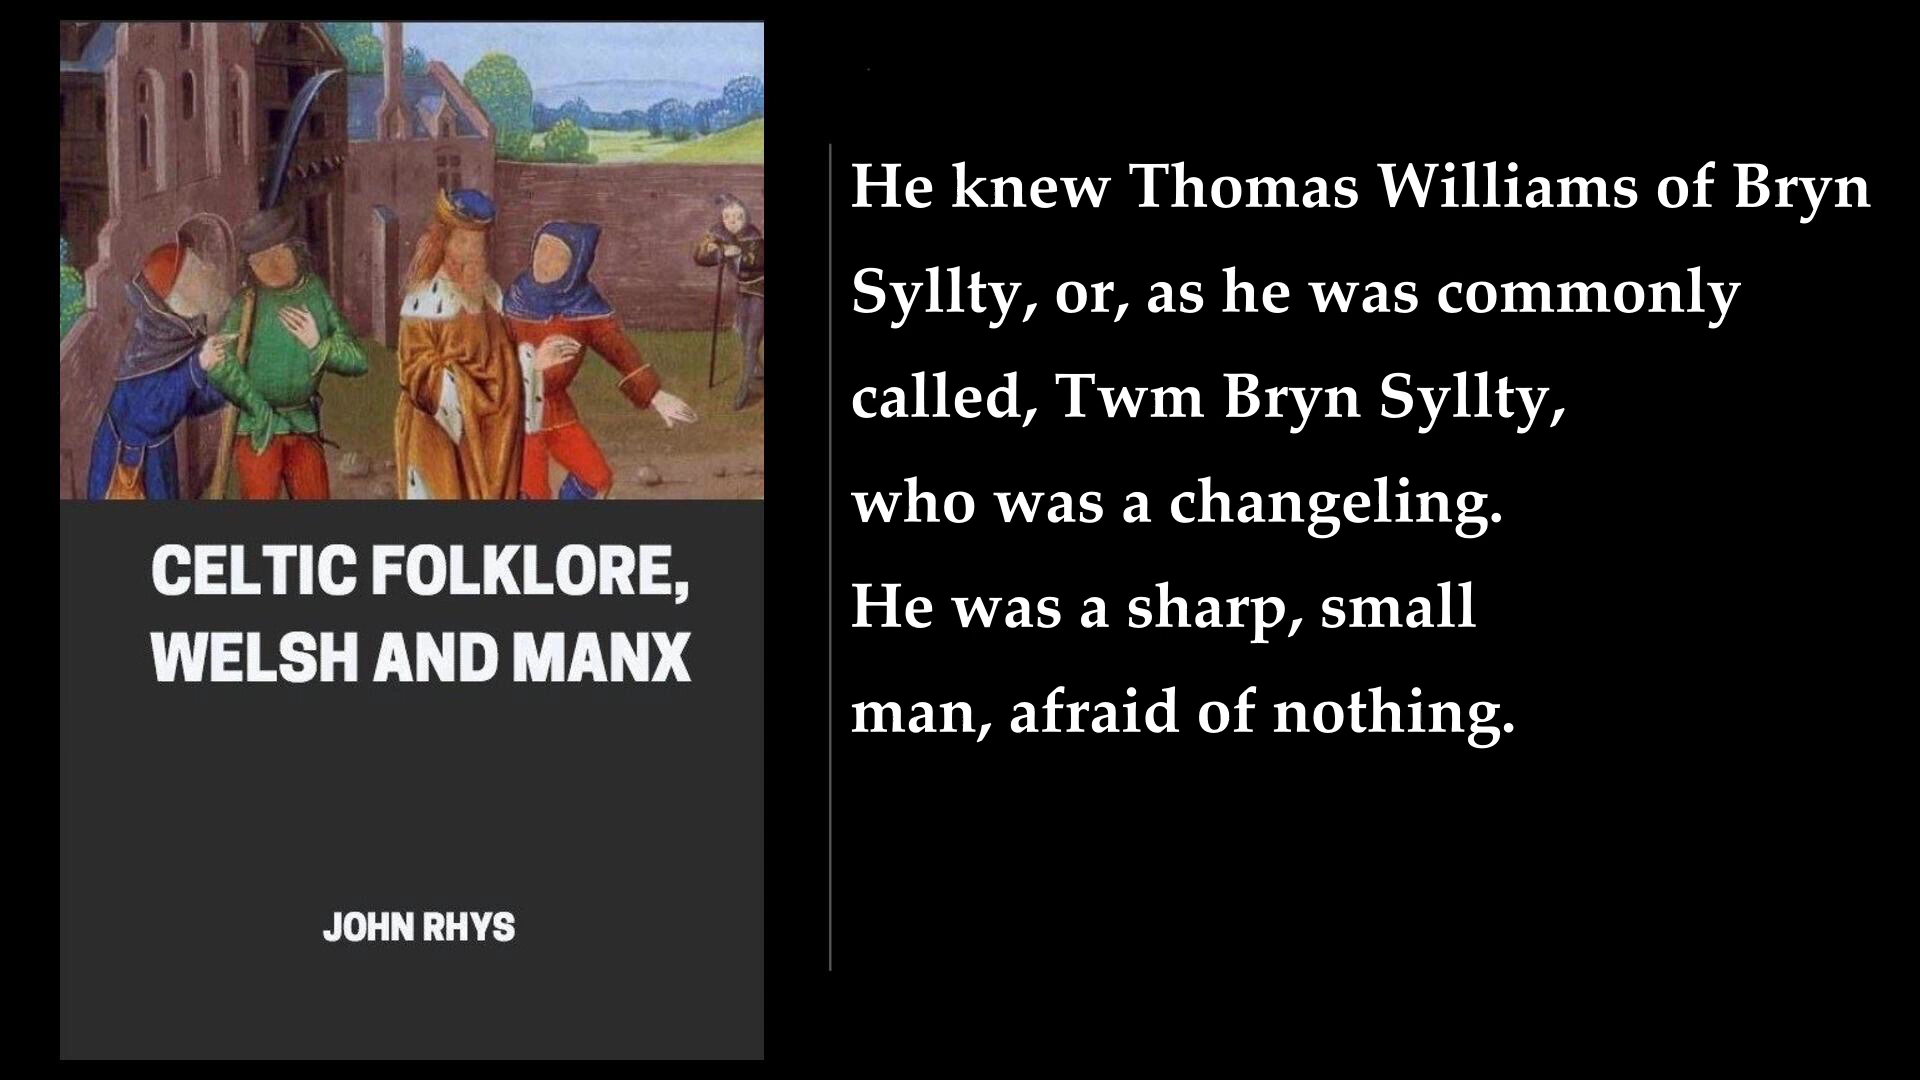 CELTIC FOLKLORE,
WELSH AND MANX
JOHN RHYS
He knew Thomas Williams of Bryn
Syllty, or, as he was commonly
called, Twm Bryn Syllty,
who was a changeling.
He was a sharp, small
man, afraid of nothing.